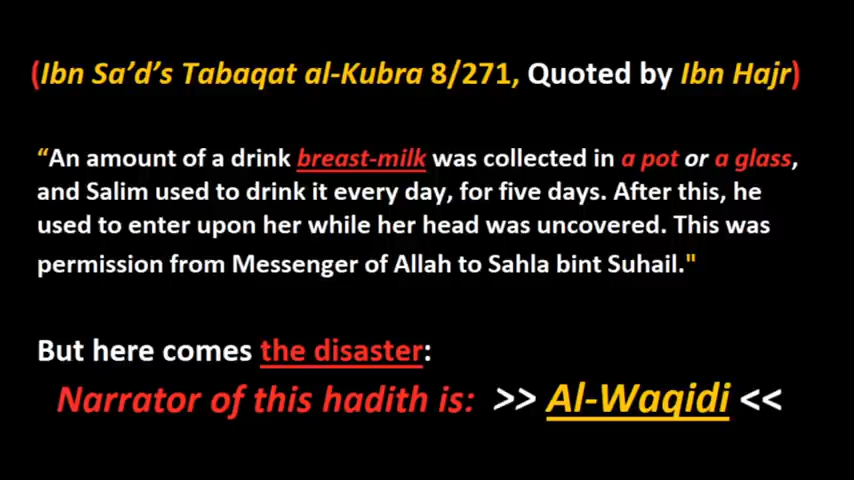 (Ibn Sa’d’s Tabaqat al-Kubra 8/271, Quoted by Ibn Hajr)
“An amount of a drink breast-milk was collected in a pot or a glass,
and Salim used to drink it every day, for five days. After this, he
used to enter upon her while her head was uncovered. This was
permission from Messenger of Allah to Sahla bint Suhail."
But here comes the disaster:
Narrator of this hadith is: >> Al-Waqidi <<